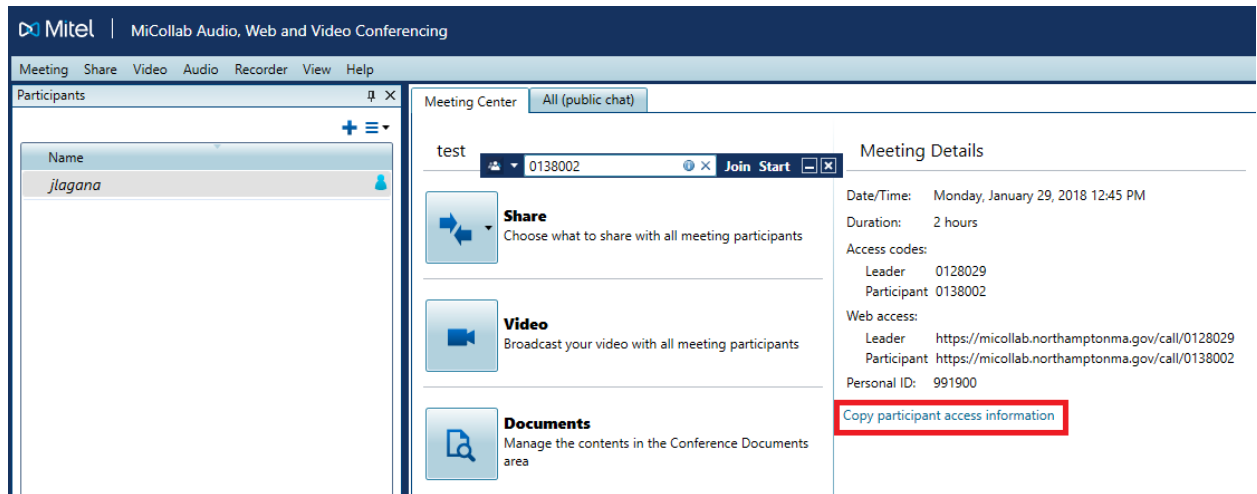 Mitel | MiCollab Audio, Web and Video Conferencing
Meeting Share Video Audio Recorder View Help
Participants
Name
jlagana
Meeting Center All (public chat)
test
0138002 Join Start
Share
Choose what to share with all meeting participants
Video
Broadcast your video with all meeting participants
Documents
Manage the contents in the Conference Documents
area
Meeting Details
Date/Time: Monday, January 29, 2018 12:45 PM
Duration: 2 hours
Access codes:
Leader 0128029
Participant 0138002
Web access:
Leader https://micollab.northamptonma.gov/call/0128029
Participant https://micollab.northamptonma.gov/call/0138002
Personal ID: 991900
Copy participant access information